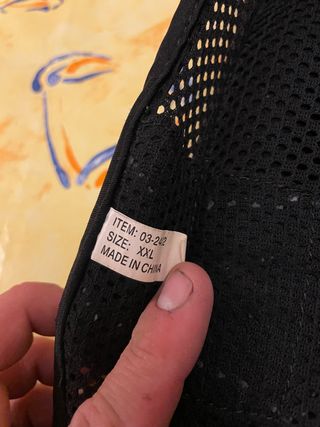 ITEM: 03-242
SIZE: XXL
MADE IN CHINA